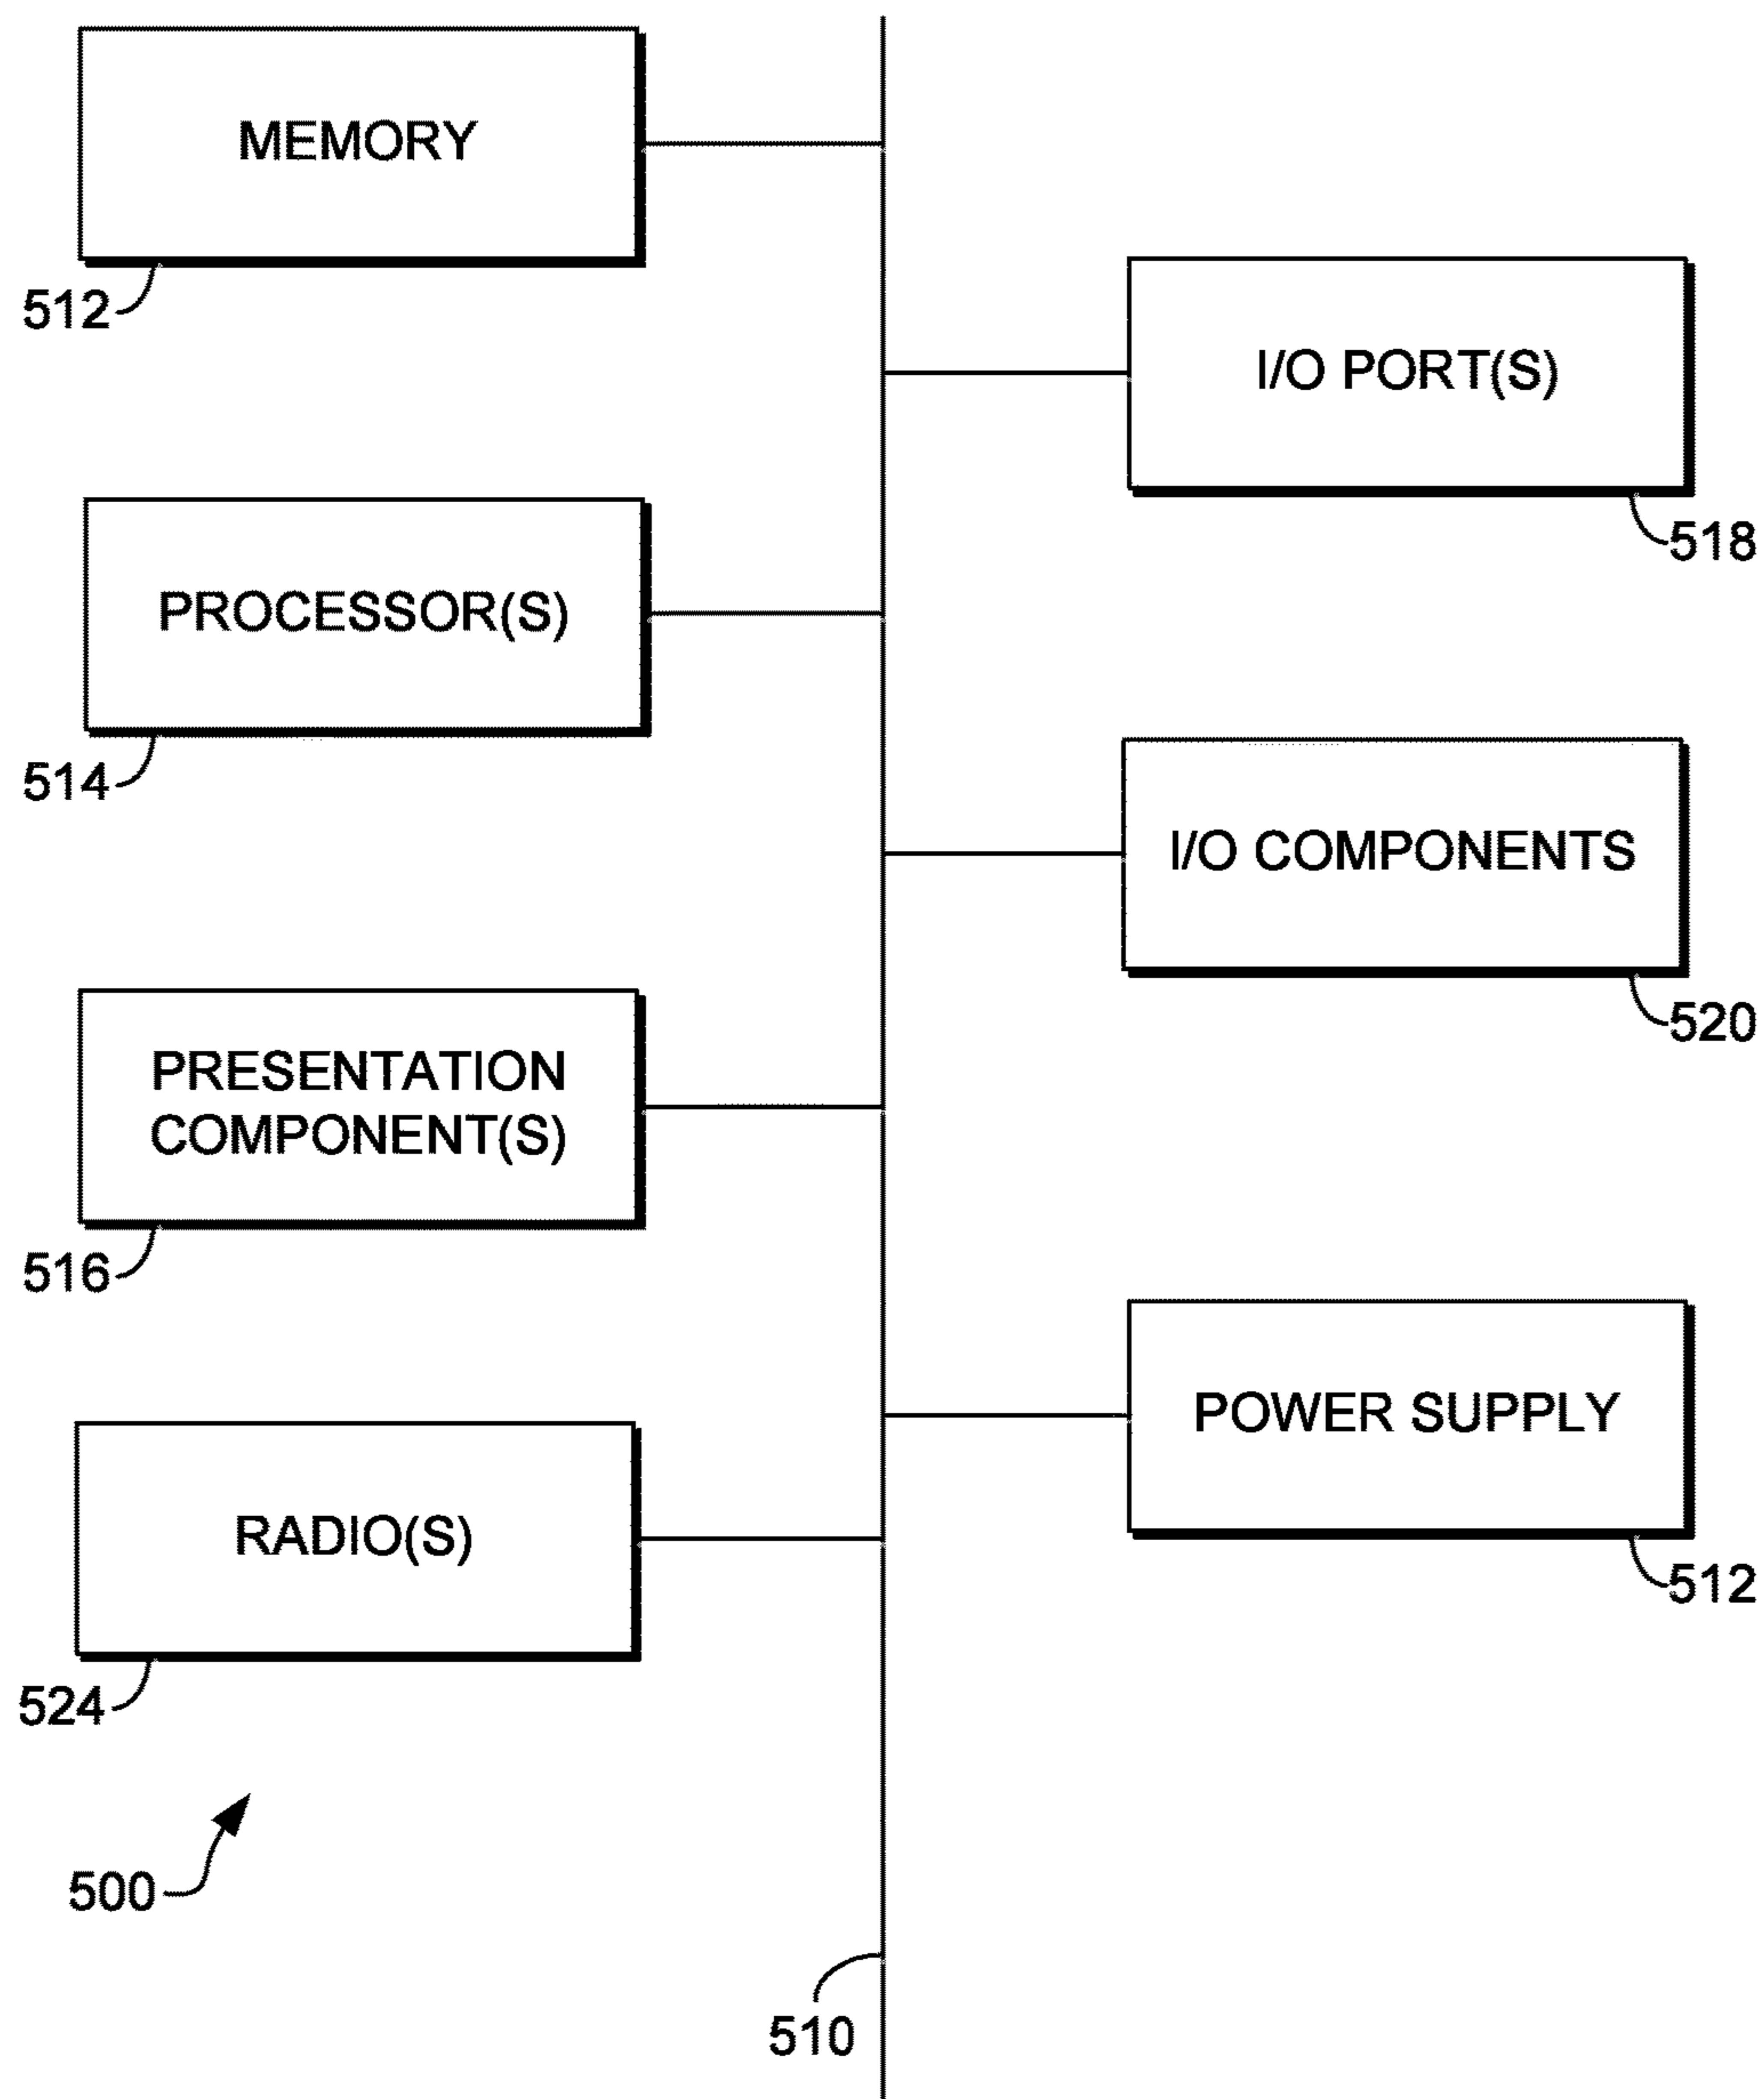 MEMORY
512
I/O PORT(S)
518
PROCESSOR(S)
514
I/O COMPONENTS
520
PRESENTATION
COMPONENT(S)
516
POWER SUPPLY
512
RADIO(S)
524
500
510